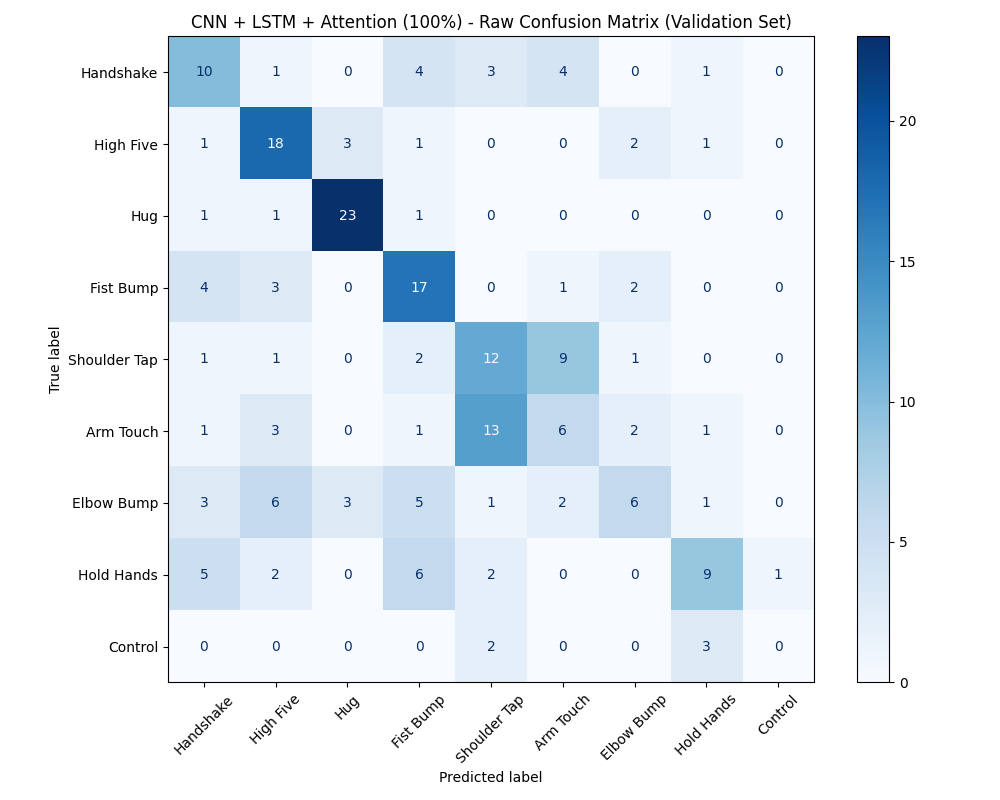 CNN + LSTM + Attention (100%) - Raw Confusion Matrix (Validation Set)
Handshake 10 1 0 4 3 4 0 1 0
High Five 1 18 3 1 0 0 2 1 0
Hug 1 1 23 1 0 0 0 0 0
Fist Bump 4 3 0 17 0 1 2 0 0
Shoulder Tap 1 1 0 2 12 9 1 0 0
Arm Touch 1 3 0 1 13 6 2 1 0
Elbow Bump 3 6 3 5 1 2 6 1 0
Hold Hands 5 2 0 6 2 0 0 9 1
Control 0 0 0 0 2 0 0 3 0
True label
Handshake High Five Hug Fist Bump Shoulder Tap Arm Touch Elbow Bump Hold Hands Control
Predicted label
20
15
10
5
0